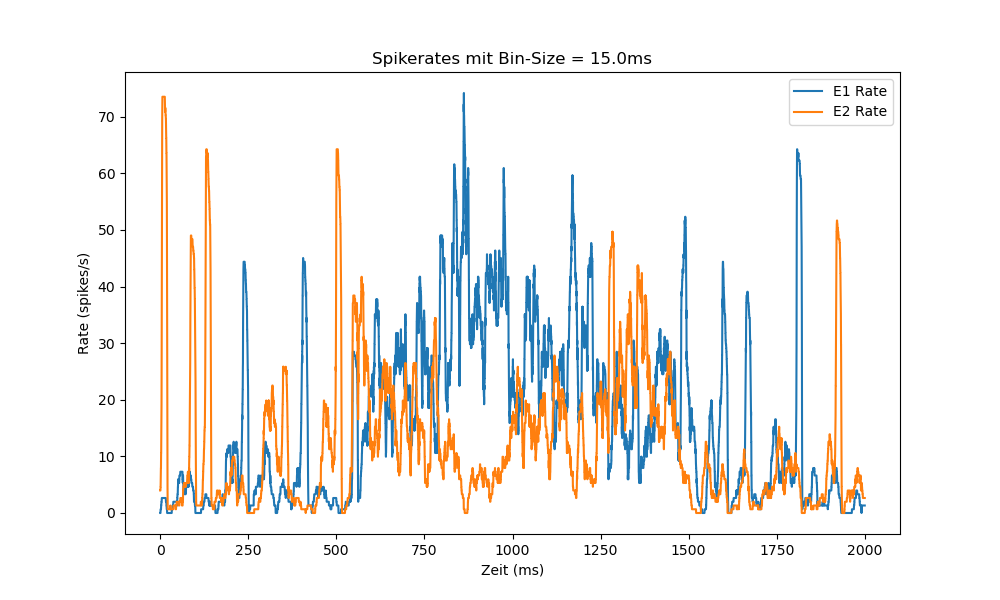 Spikerates mit Bin-Size = 15.0ms
E1 Rate
E2 Rate
Rate (spikes/s)
70
60
50
40
30
20
10
0
0 250 500 750 1000 1250 1500 1750 2000
Zeit (ms)